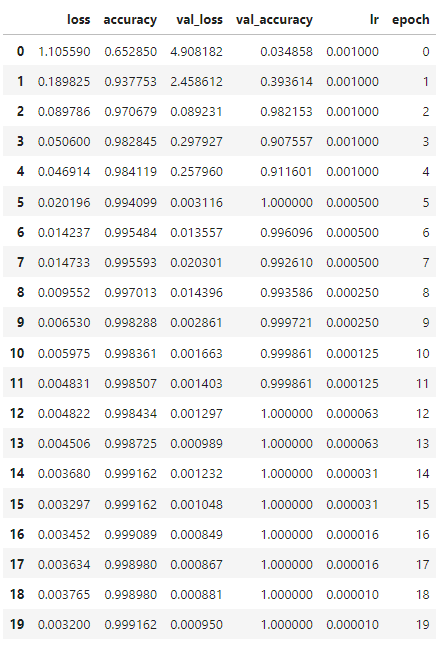 loss accuracy val_loss val_accuracy lr epoch
0 1.105590 0.652850 4.908182 0.034858 0.001000 0
1 0.189825 0.937753 2.458612 0.393614 0.001000 1
2 0.089786 0.970679 0.089231 0.982153 0.001000 2
3 0.050600 0.982845 0.297927 0.907557 0.001000 3
4 0.046914 0.984119 0.257960 0.911601 0.001000 4
5 0.020196 0.994099 0.003116 1.000000 0.000500 5
6 0.014237 0.995484 0.013557 0.996096 0.000500 6
7 0.014733 0.995593 0.020301 0.992610 0.000500 7
8 0.009552 0.997013 0.014396 0.993586 0.000250 8
9 0.006530 0.998288 0.002861 0.999721 0.000250 9
10 0.005975 0.998361 0.001663 0.999861 0.000125 10
11 0.004831 0.998507 0.001403 0.999861 0.000125 11
12 0.004822 0.998434 0.001297 1.000000 0.000063 12
13 0.004506 0.998725 0.000989 1.000000 0.000063 13
14 0.003680 0.999162 0.001232 1.000000 0.000031 14
15 0.003297 0.999162 0.001048 1.000000 0.000031 15
16 0.003452 0.999089 0.000849 1.000000 0.000016 16
17 0.003634 0.998980 0.000867 1.000000 0.000016 17
18 0.003765 0.998980 0.000881 1.000000 0.000010 18
19 0.003200 0.999162 0.000950 1.000000 0.000010 19